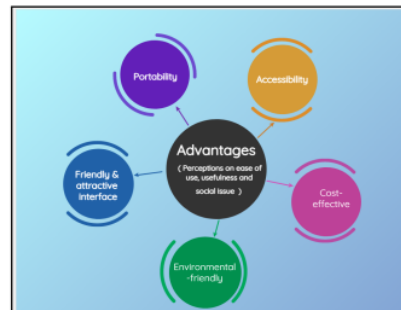 Portability
Accessibility
Advantages
( Perceptions on ease of
use, usefulness and
social issue )
Friendly &
attractive
interface
Cost-
effective
Environmental
-friendly